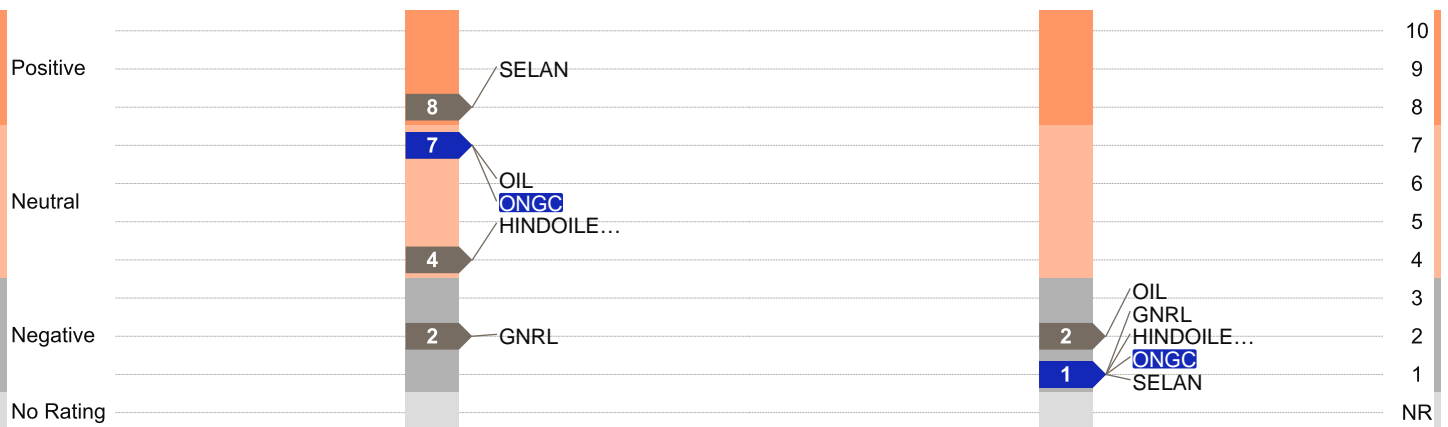 10
Positive
SELAN
9
8
8
7
7
OIL
6
Neutral
ONGC
HINDOILE…
5
4
4
OIL
3
GNRL
Negative
2
GNRL
2
HINDOILE…
2
ONGC
1
1
SELAN
No Rating
NR